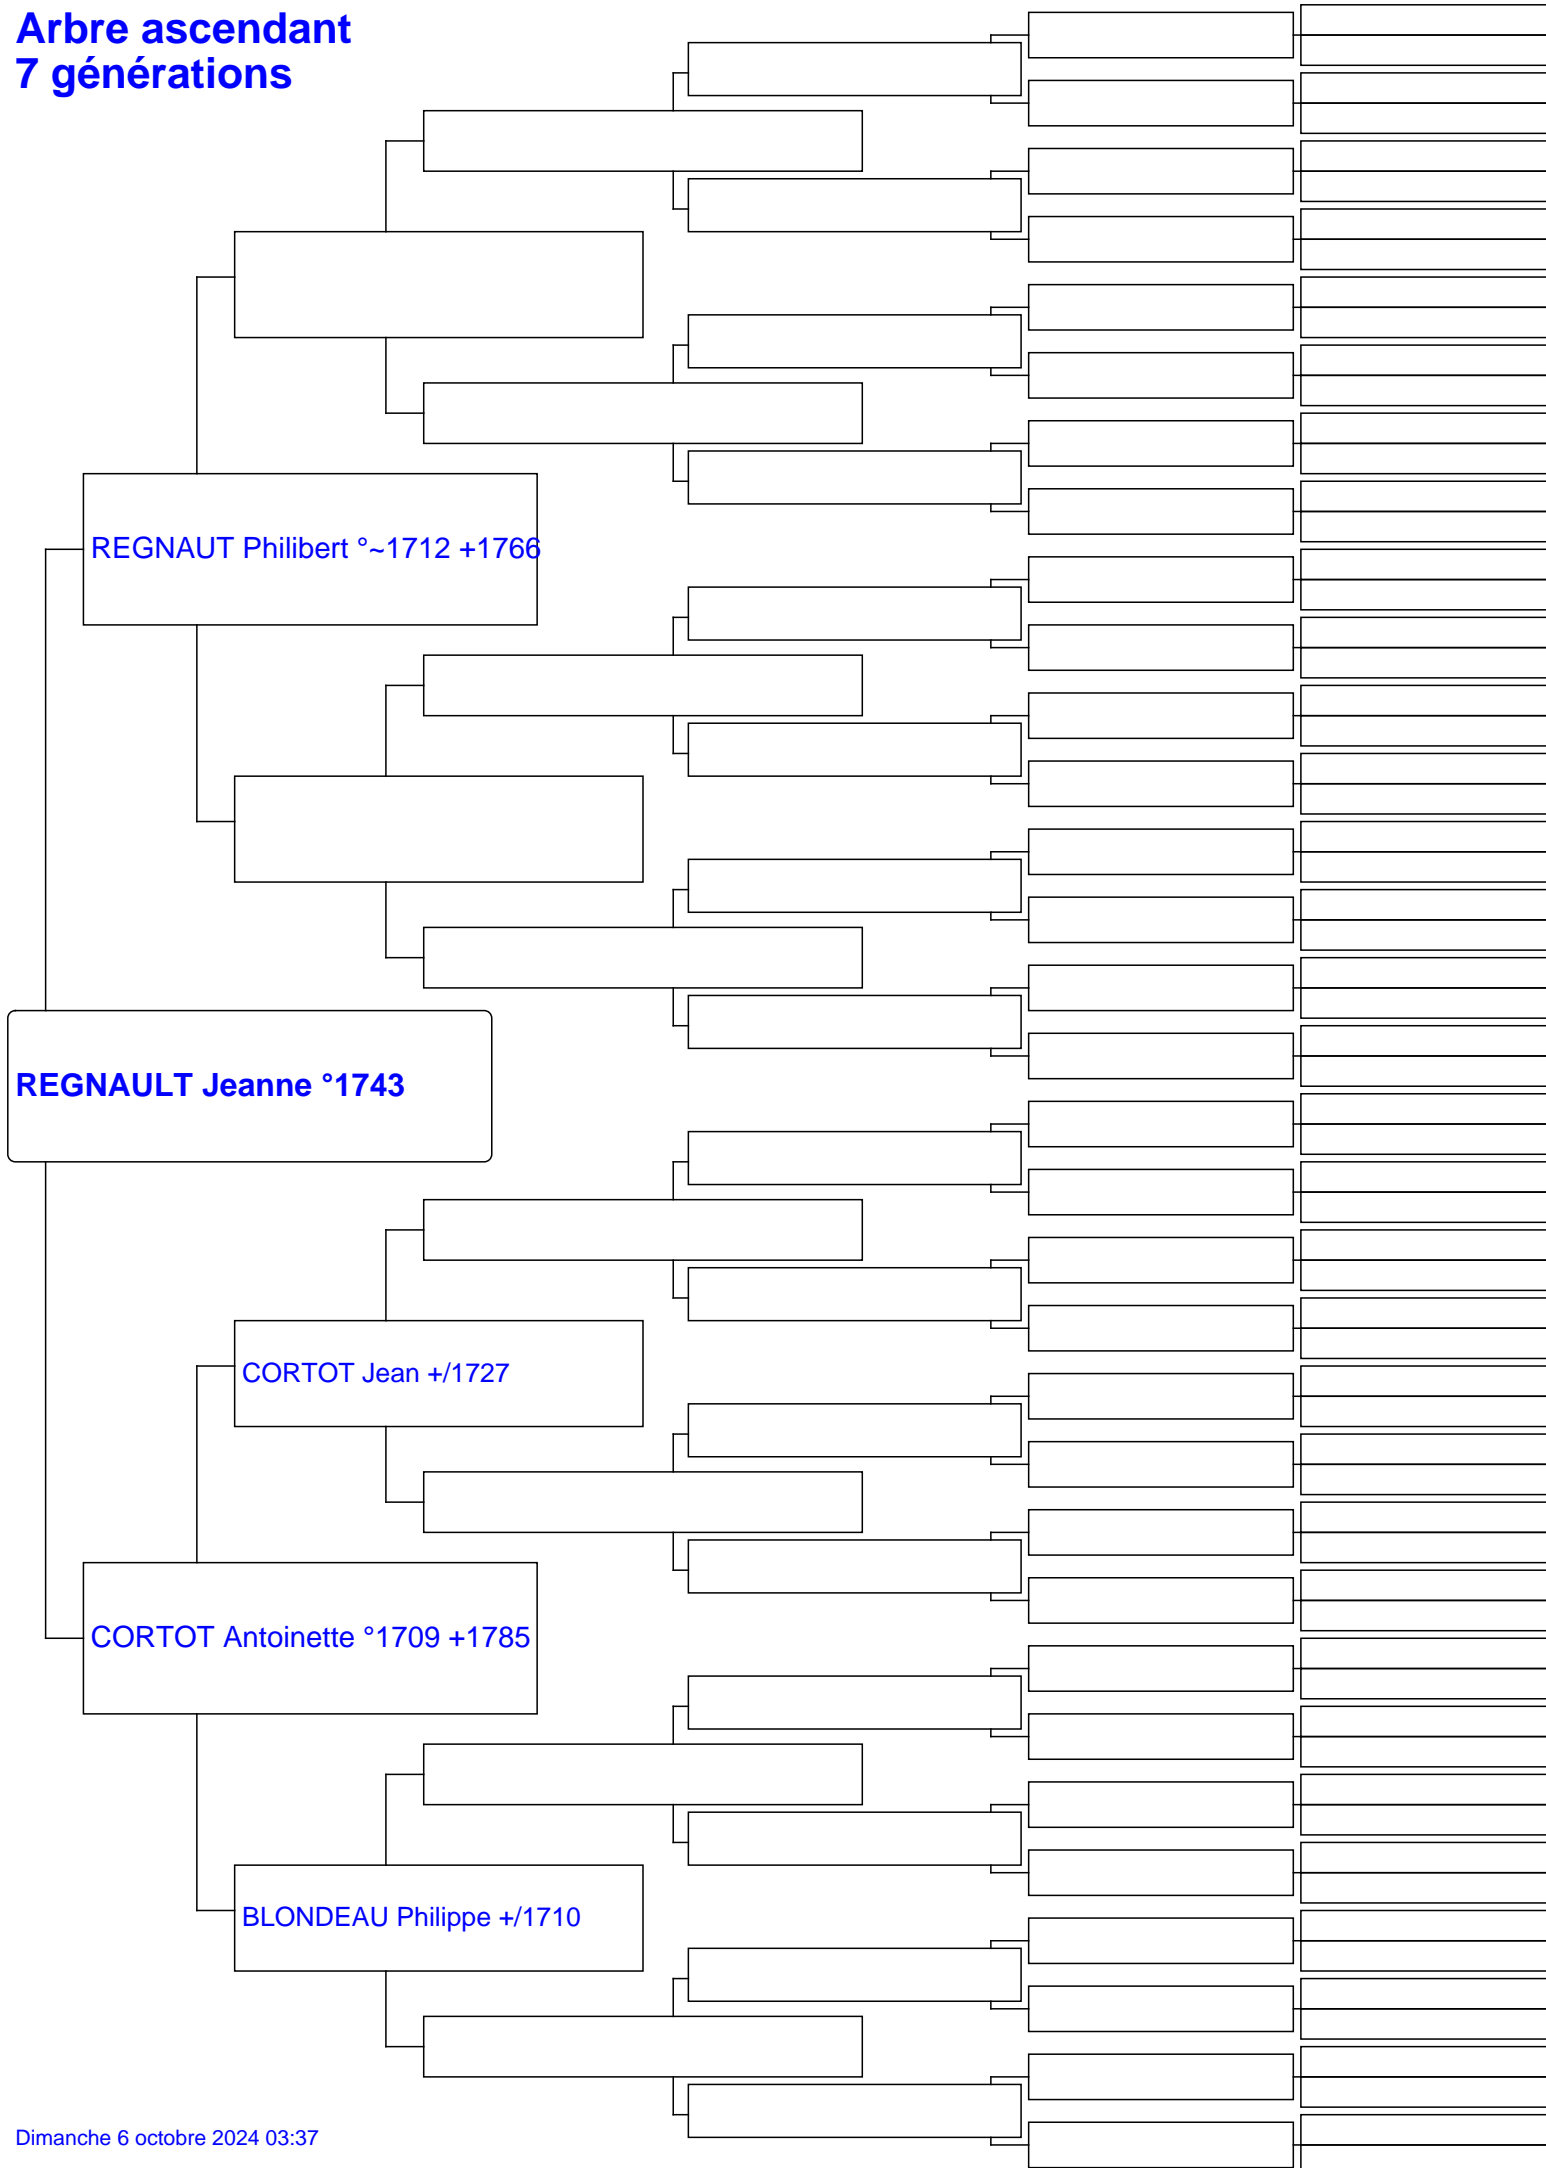 Arbre ascendant
7 générations
REGNAUT Philibert °~1712 +1766
REGNAULT Jeanne °1743
CORTOT Jean +/1727
CORTOT Antoinette °1709 +1785
BLONDEAU Philippe +/1710
Dimanche 6 octobre 2024 03:37